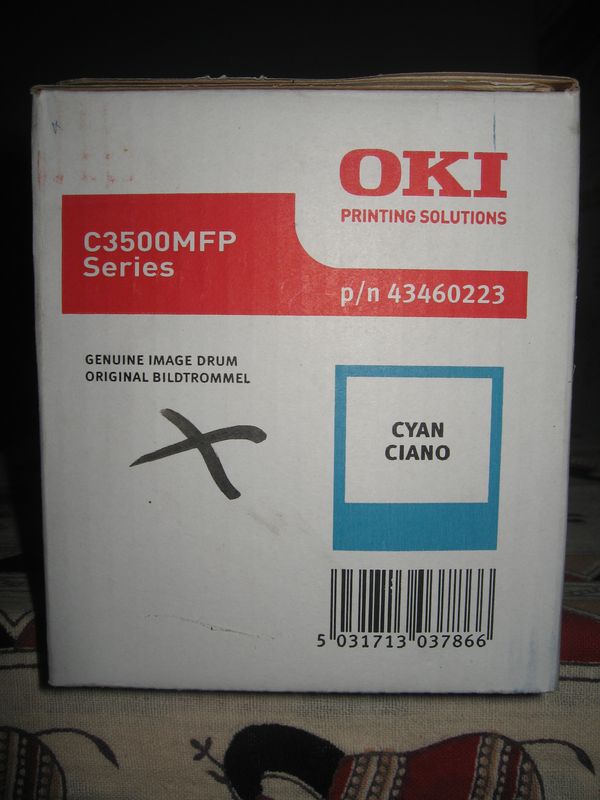 OKI
PRINTING SOLUTIONS
C3500MFP
Series
p/n 43460223
GENUINE IMAGE DRUM
ORIGINAL BILDTROMMEL
CYAN
CIANO
5 031713 037866